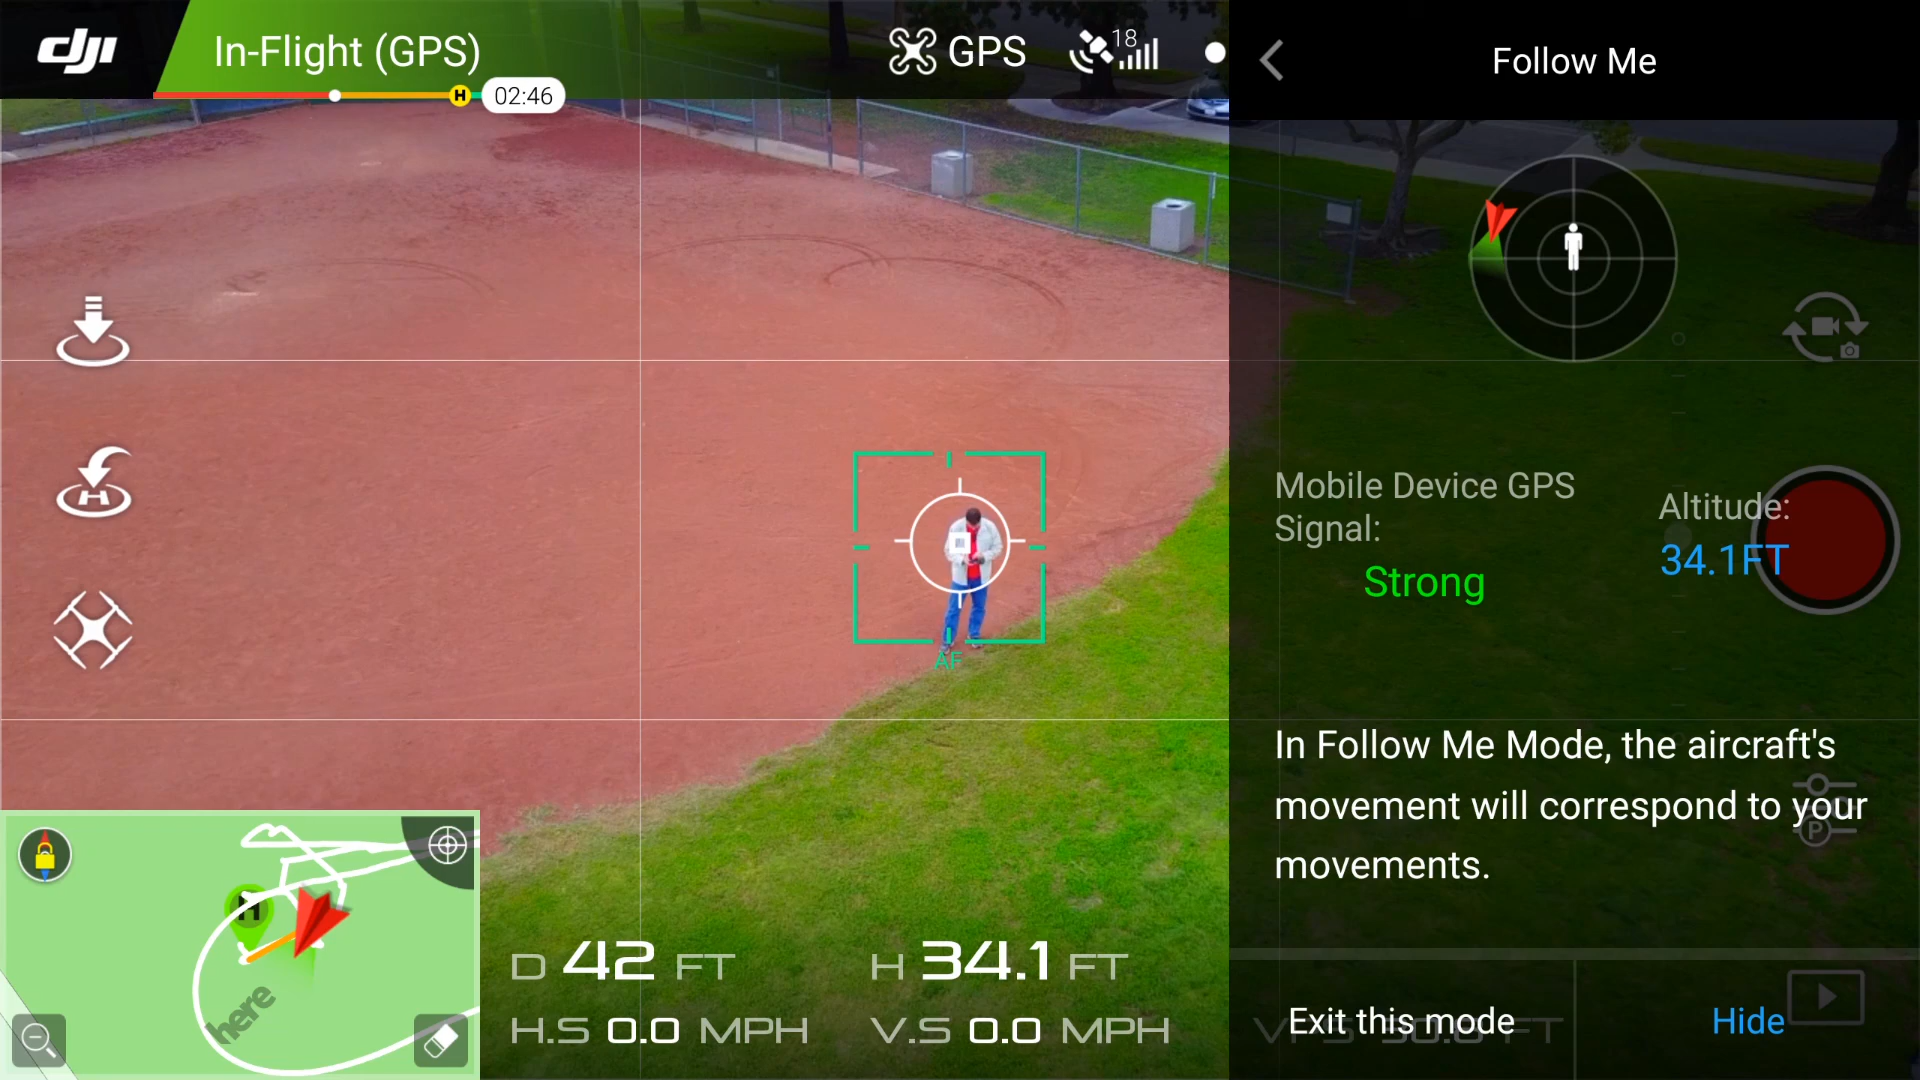 dji
In-Flight (GPS)
GPS
18
H
02:46
Follow Me
Mobile Device GPS
Signal:
Strong
Altitude:
34.1FT
AF
In Follow Me Mode, the aircraft's
movement will correspond to your
movements.
P
H
here
D 42 FT
H 34.1 FT
H.S 0.0 MPH
V.S 0.0 MPH
Exit this mode
Hide